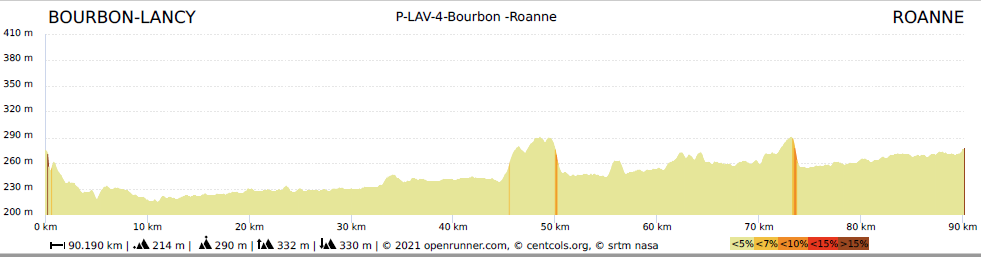 BOURBON-LANCY P-LAV-4-Bourbon -Roanne ROANNE
410 m
380 m
350 m
320 m
290 m
260 m
230 m
200 m
0 km 10 km 20 km 30 km 40 km 50 km 60 km 70 km 80 km 90 km
90.190 km | 214 m | 290 m | 332 m | 330 m | © 2021 openrunner.com, © centcols.org, © srtm nasa <5% <7% <10% <15% >15%